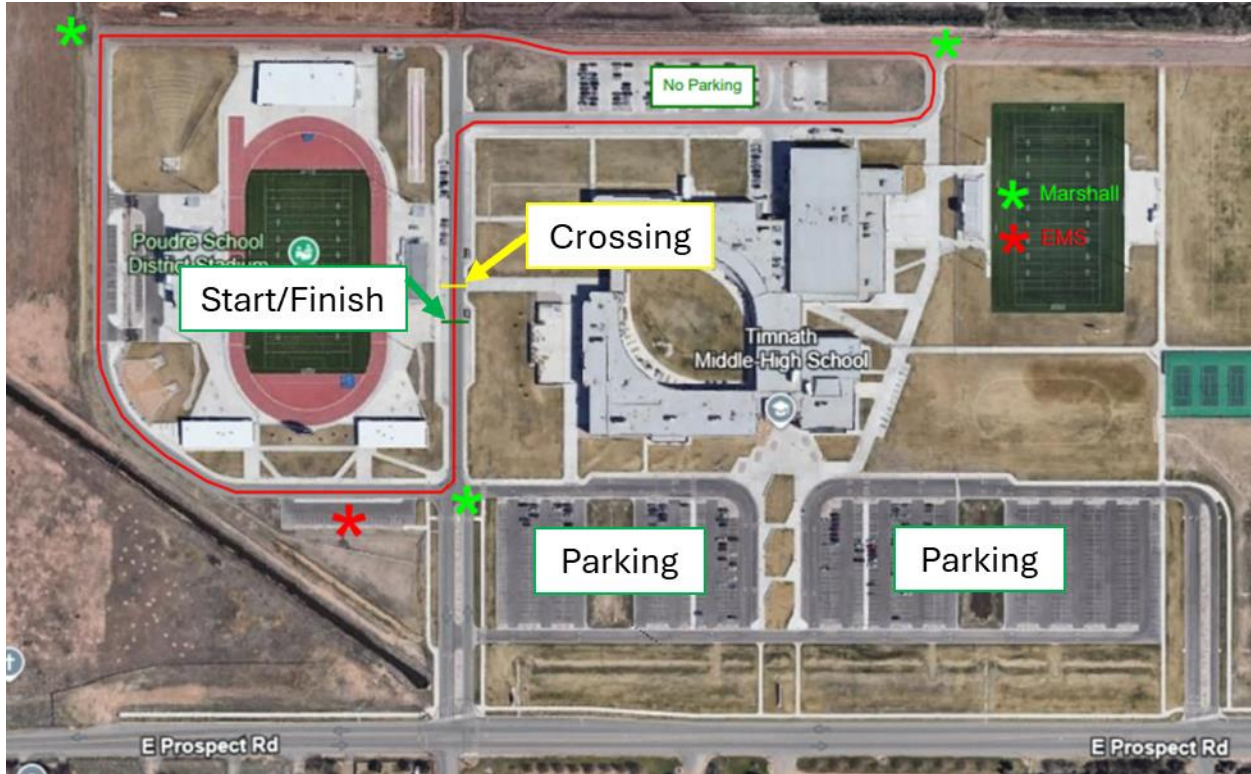 No Parking
Marshall
EMS
Crossing
Poudre School
District Stadium
Start/Finish
Timnath
Middle-High School
Parking
Parking
E Prospect Rd
E Prospect Rd